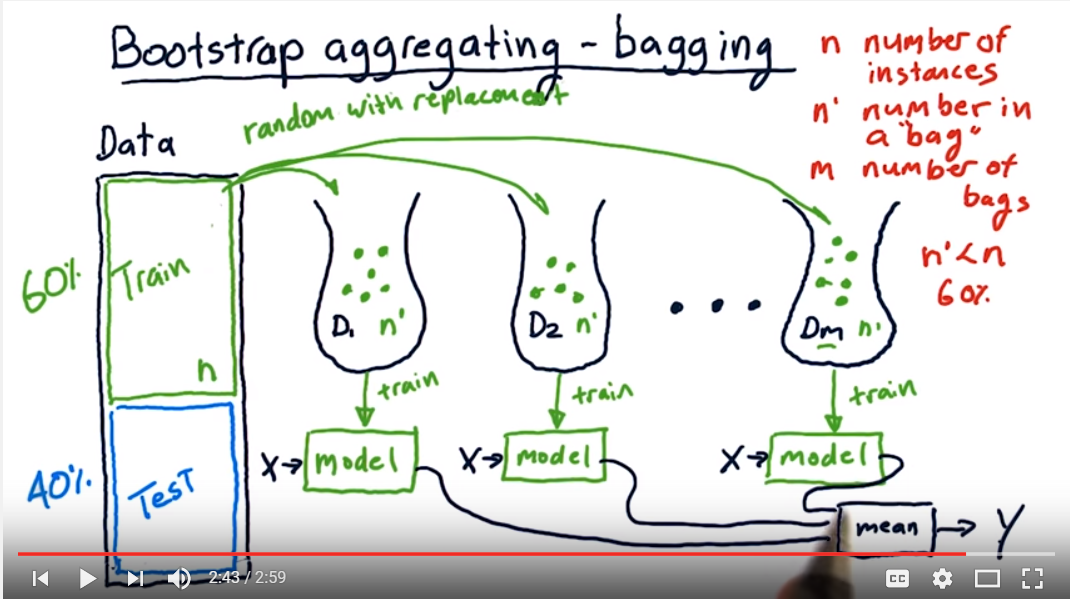 Bootstrap aggregating - bagging
random with replacement
n number of
instances
n' number in
a "bag"
m number of
bags
n'<n
60%
Data
60%
Train
n
40%
Test
D1 n'
D2 n'
...
Dm n'
train
train
train
X→ model
X→ model
X→ model
mean → Y
2:43 / 2:59
CC